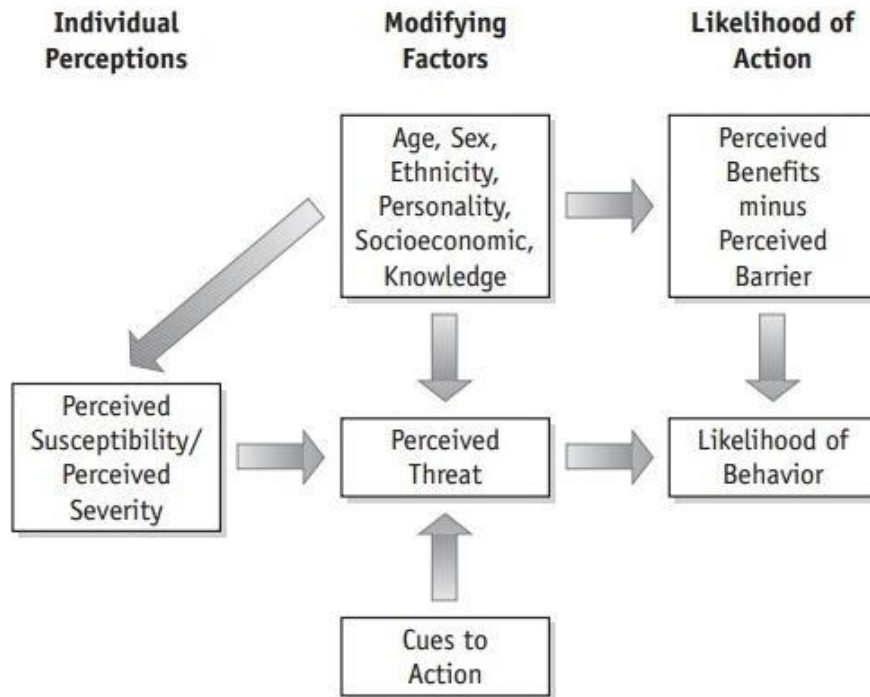 Individual
Perceptions
Modifying
Factors
Likelihood of
Action
Age, Sex,
Ethnicity,
Personality,
Socioeconomic,
Knowledge
Perceived
Benefits
minus
Perceived
Barrier
Perceived
Susceptibility/
Perceived
Severity
Perceived
Threat
Likelihood of
Behavior
Cues to
Action